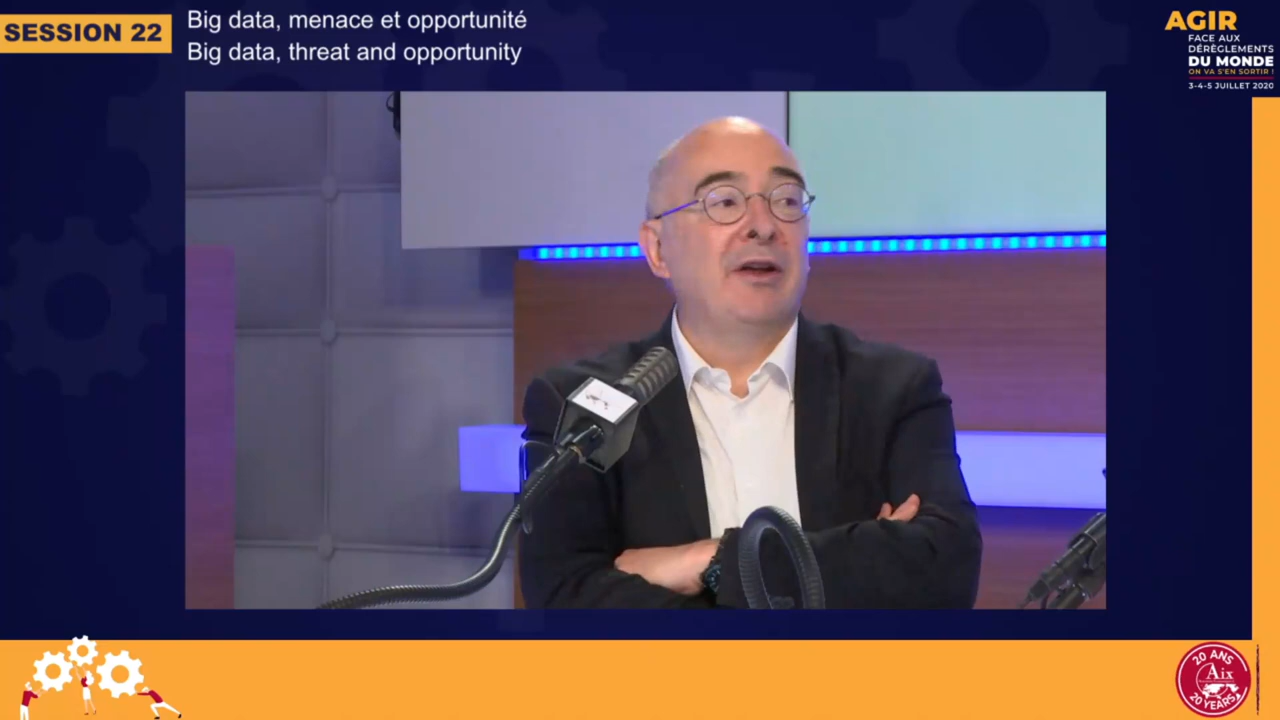 SESSION 22
Big data, menace et opportunité
Big data, threat and opportunity
AGIR
FACE AUX
DÉRÈGLEMENTS
DU MONDE
ON VA S'EN SORTIR !
3-4-5 JUILLET 2020
20 ANS
Aix
20 YEARS